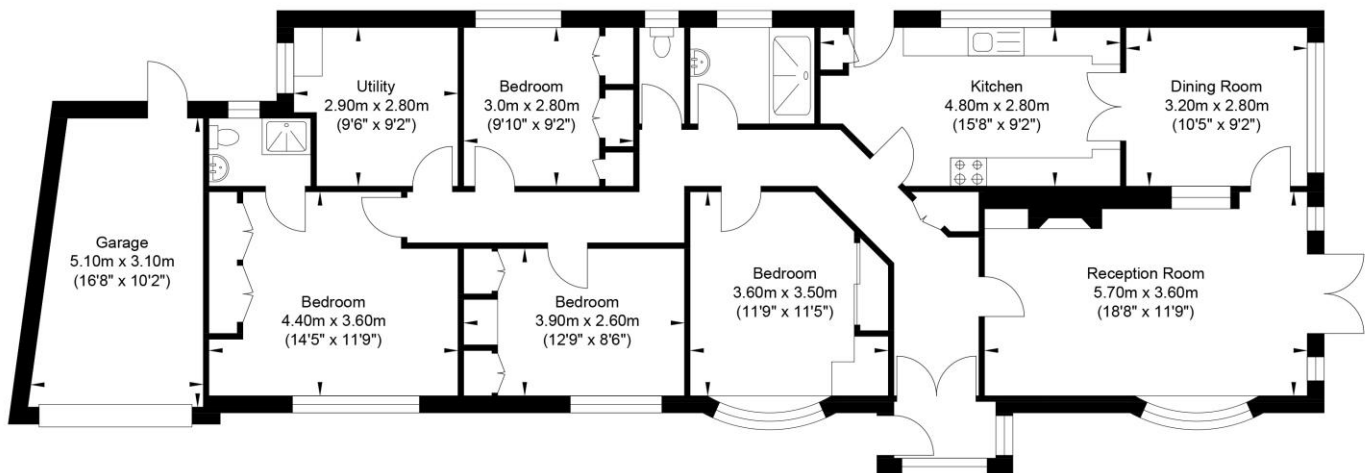 Utility
2.90m x 2.80m
(9'6" x 9'2")
Bedroom
3.0m x 2.80m
(9'10" x 9'2")
Kitchen
4.80m x 2.80m
(15'8" x 9'2")
Dining Room
3.20m x 2.80m
(10'5" x 9'2")
Garage
5.10m x 3.10m
(16'8" x 10'2")
Bedroom
4.40m x 3.60m
(14'5" x 11'9")
Bedroom
3.90m x 2.60m
(12'9" x 8'6")
Bedroom
3.60m x 3.50m
(11'9" x 11'5")
Reception Room
5.70m x 3.60m
(18'8" x 11'9")